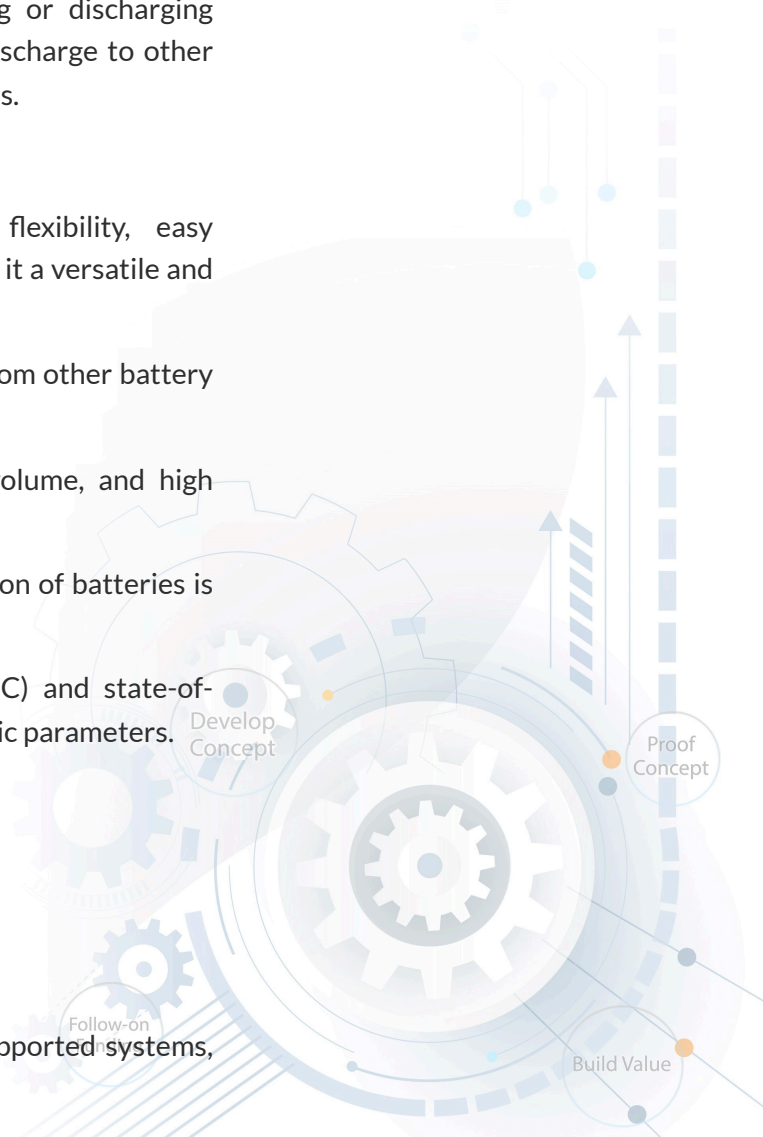 g or discharging
scharge to other
s.
flexibility, easy
it a versatile and
om other battery
olume, and high
on of batteries is
C) and state-of-
ic parameters.
Develop
Concept
Proof
Concept
Follow-on
pported systems,
Build Value